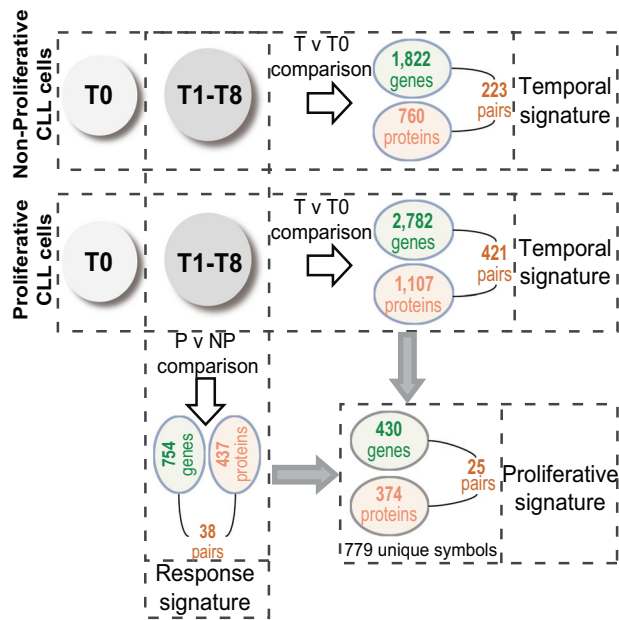 Non-Proliferative
CLL cells
T0
T1-T8
T v T0
comparison
1,822
genes
760
proteins
223
pairs
Temporal
signature
Proliferative
CLL cells
T0
T1-T8
T v T0
comparison
2,782
genes
1,107
proteins
421
pairs
Temporal
signature
P v NP
comparison
754
genes
437
proteins
38
pairs
Response
signature
430
genes
374
proteins
25
pairs
779 unique symbols
Proliferative
signature